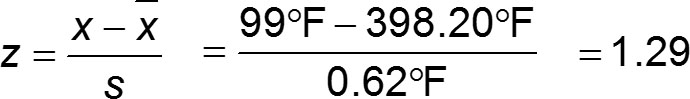 z = (x − x̄) / s = (99°F − 398.20°F) / 0.62°F = 1.29